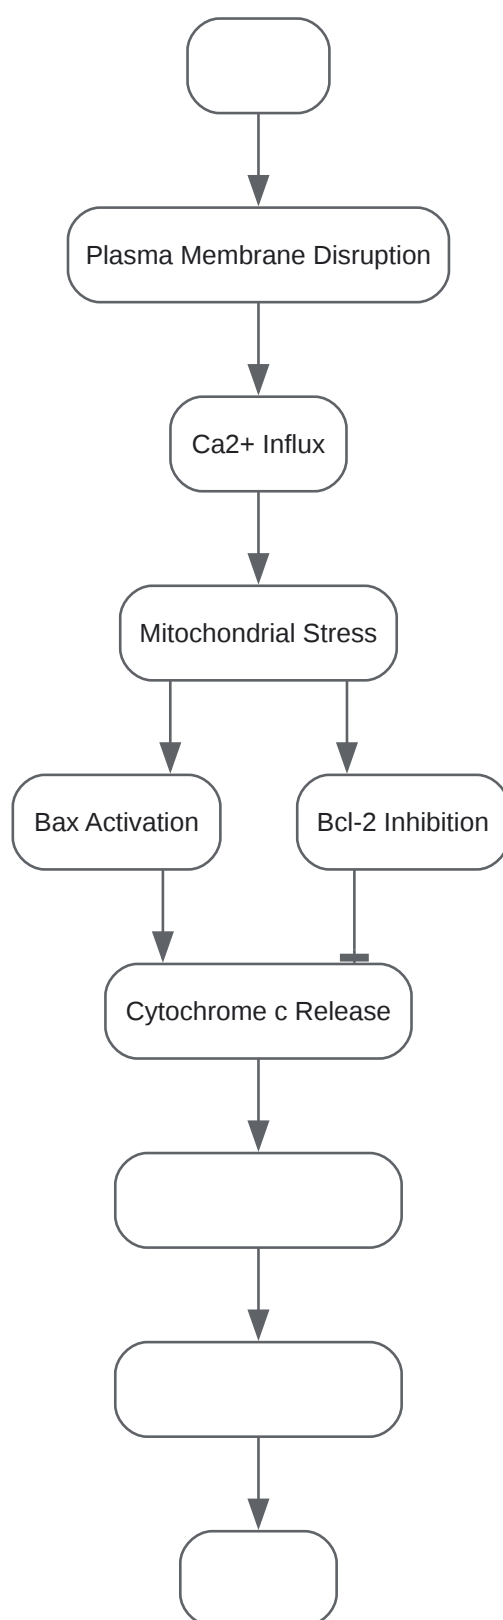 Plasma Membrane Disruption
Ca2+ Influx
Mitochondrial Stress
Bax Activation
Bcl-2 Inhibition
Cytochrome c Release